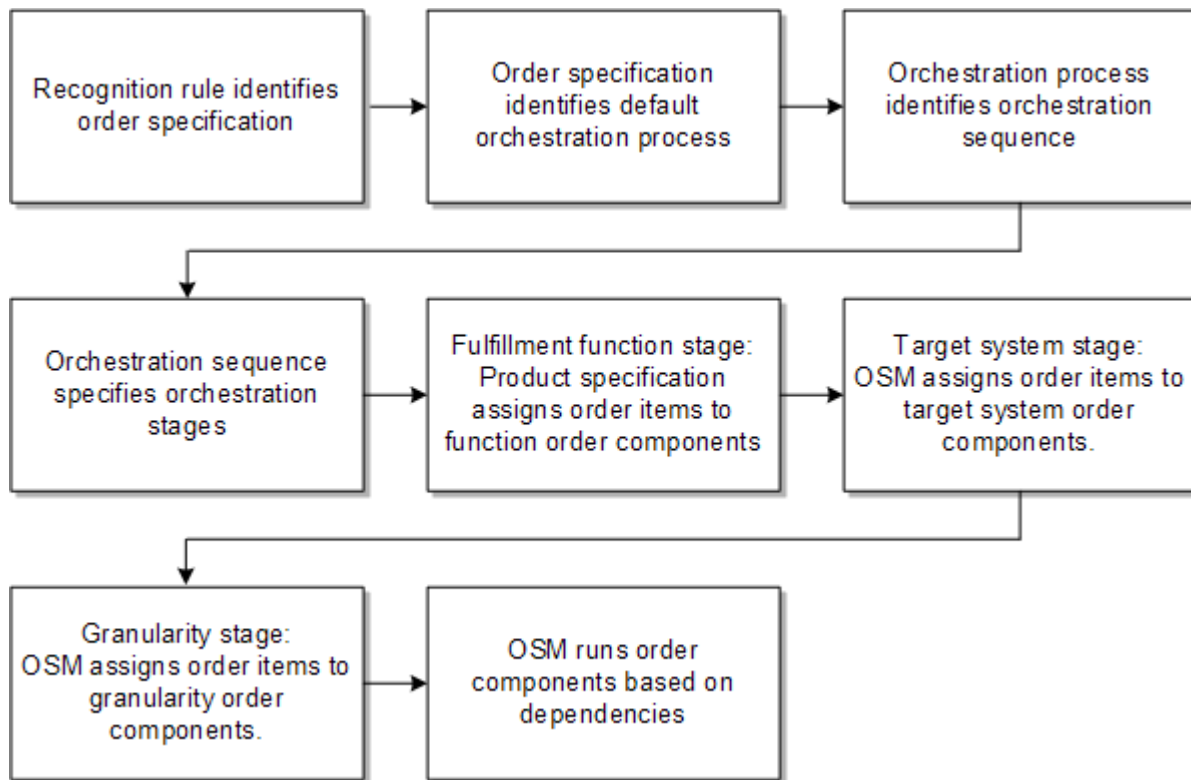 Recognition rule identifies
order specification
Order specification
identifies default
orchestration process
Orchestration process
identifies orchestration
sequence
Orchestration sequence
specifies orchestration
stages
Fulfillment function stage:
Product specification
assigns order items to
function order components
Target system stage:
OSM assigns order items to
target system order
components.
Granularity stage:
OSM assigns order items to
granularity order
components.
OSM runs order
components based on
dependencies